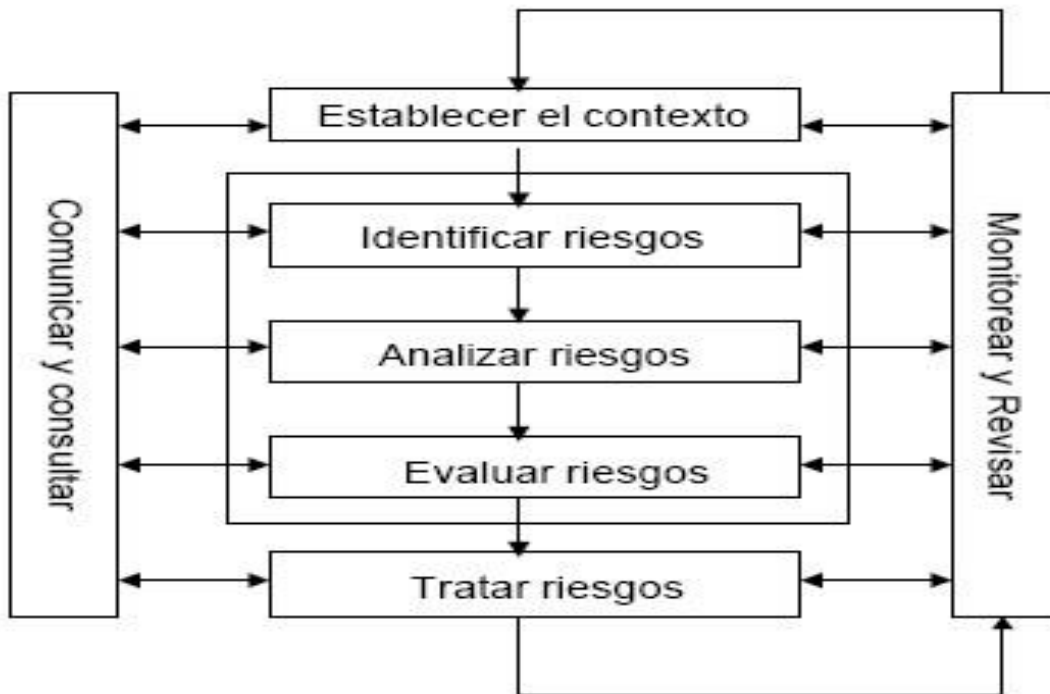 Establecer el contexto
Comunicar y consultar
Identificar riesgos
Analizar riesgos
Evaluar riesgos
Tratar riesgos
Monitorear y Revisar